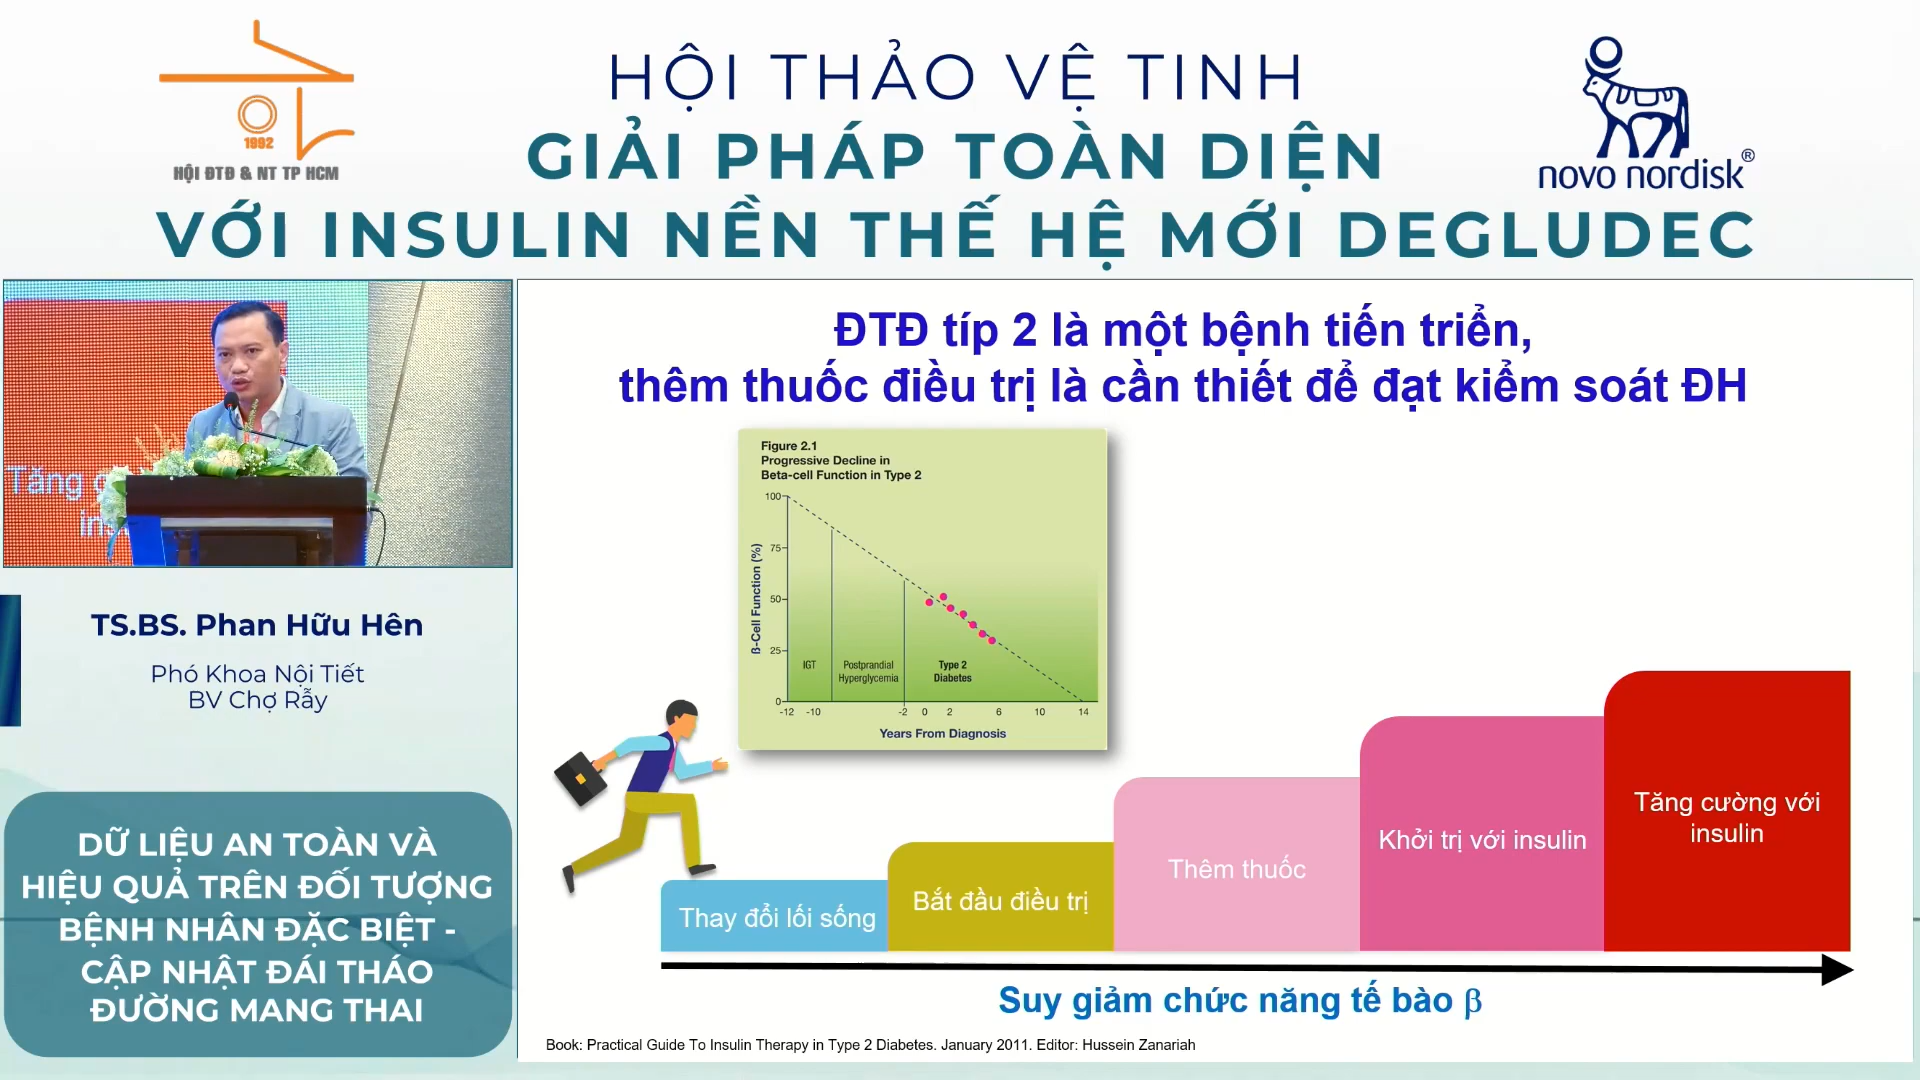 HỘI THẢO VỆ TINH
GIẢI PHÁP TOÀN DIỆN
VỚI INSULIN NỀN THẾ HỆ MỚI DEGLUDEC
1992
HỘI ĐTĐ & NT TP HCM
novo nordisk®
Tăng
TS.BS. Phan Hữu Hên
Phó Khoa Nội Tiết
BV Chợ Rẫy
DỮ LIỆU AN TOÀN VÀ
HIỆU QUẢ TRÊN ĐỐI TƯỢNG
BỆNH NHÂN ĐẶC BIỆT -
CẬP NHẬT ĐÁI THÁO
ĐƯỜNG MANG THAI
ĐTĐ típ 2 là một bệnh tiến triển,
thêm thuốc điều trị là cần thiết để đạt kiểm soát ĐH
Figure 2.1
Progressive Decline in
Beta-cell Function in Type 2
ß-Cell Function (%)
100
75
50
25
0
IGT
Postprandial
Hyperglycemia
Type 2
Diabetes
-12 -10 -2 0 2 6 10 14
Years From Diagnosis
Thay đổi lối sống
Bắt đầu điều trị
Thêm thuốc
Khởi trị với insulin
Tăng cường với
insulin
Suy giảm chức năng tế bào β
Book: Practical Guide To Insulin Therapy in Type 2 Diabetes. January 2011. Editor: Hussein Zanariah